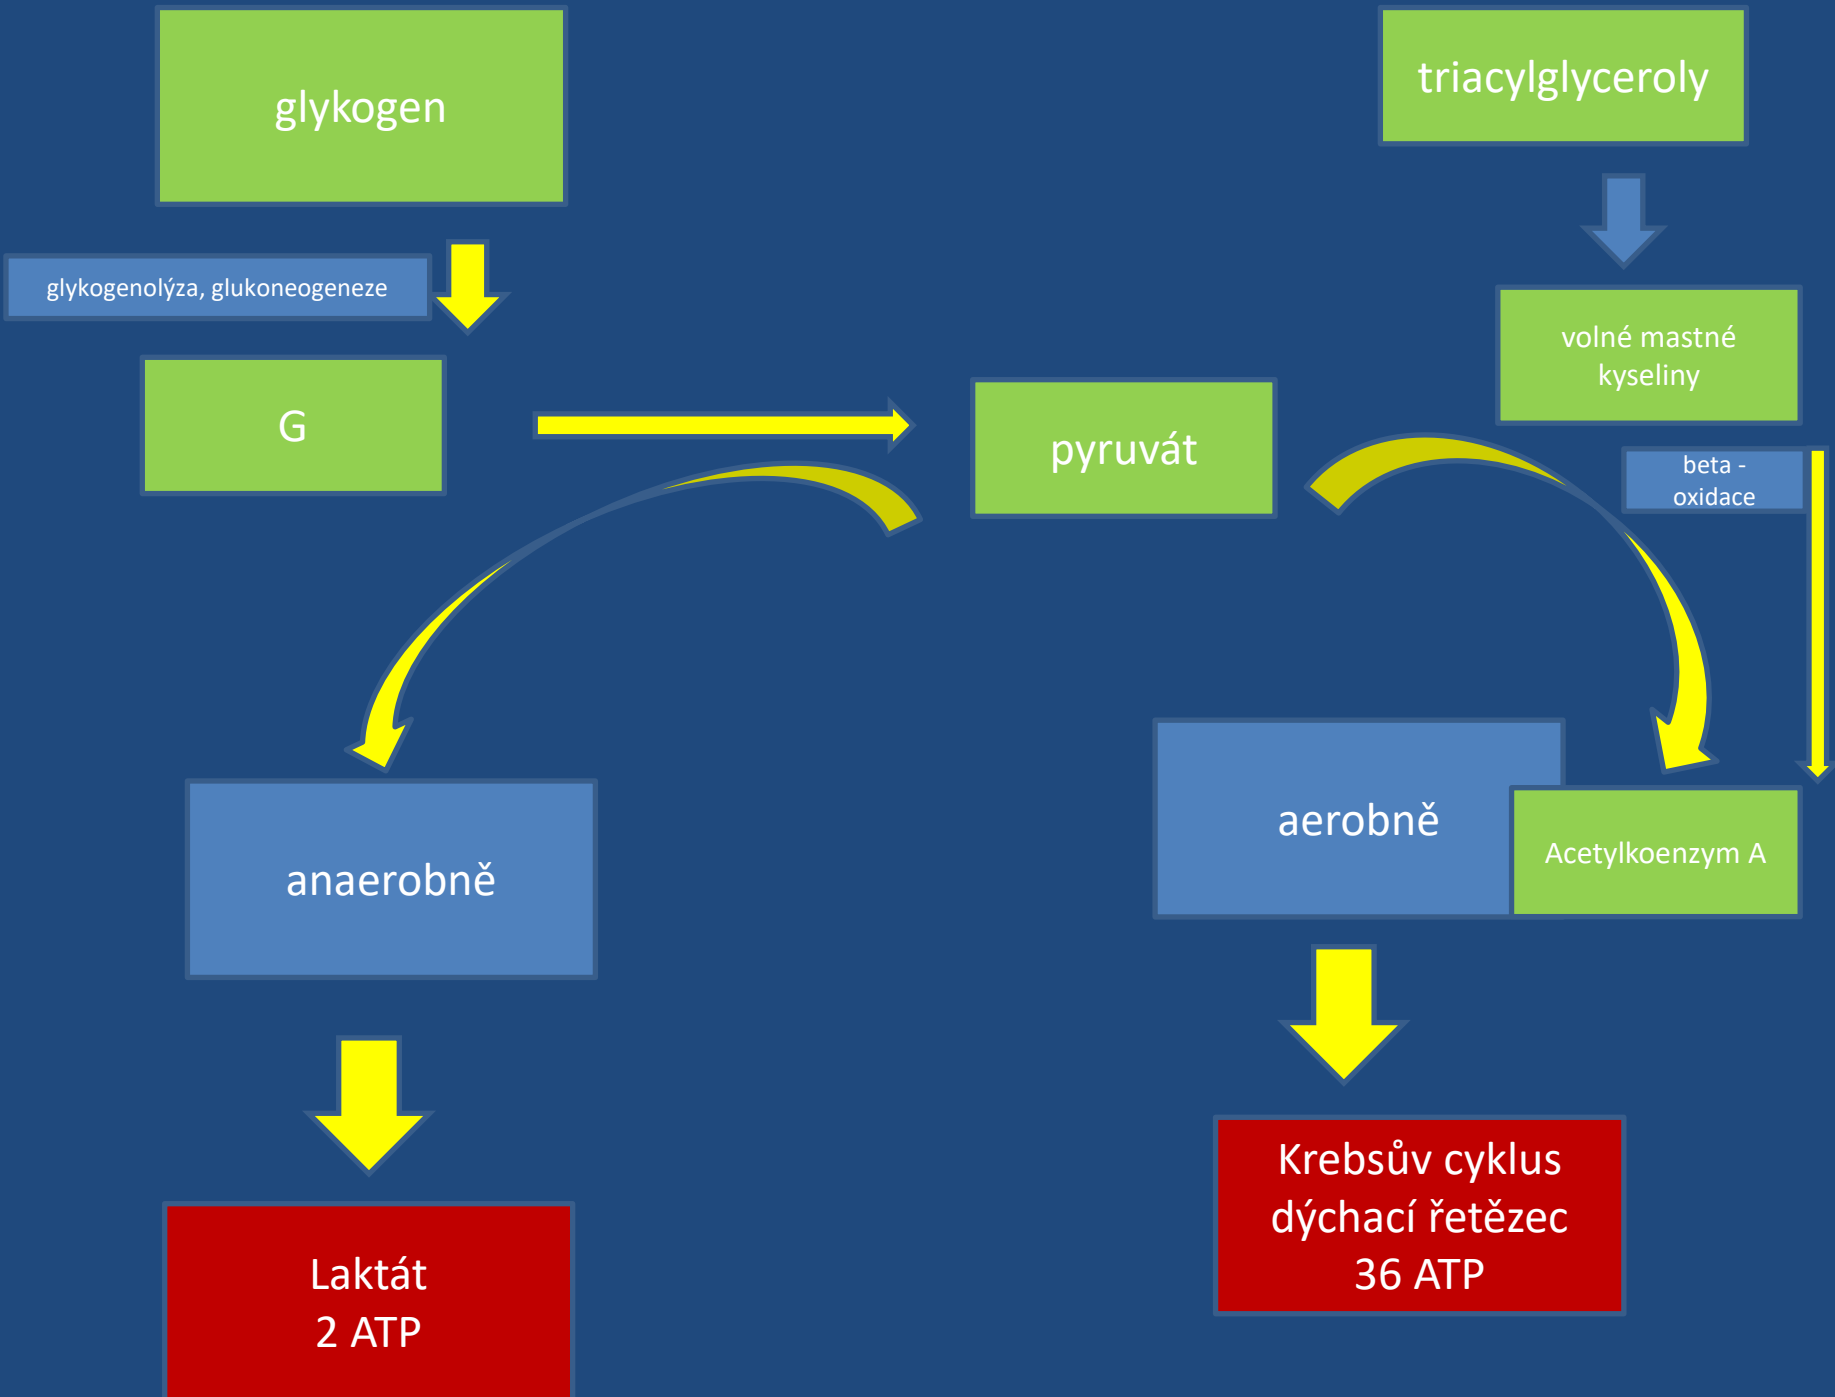 glykogen
triacylglyceroly
glykogenolýza, glukoneogeneze
volné mastné
kyseliny
G
pyruvát
beta -
oxidace
anaerobně
aerobně
Acetylkoenzym A
Laktát
2 ATP
Krebsův cyklus
dýchací řetězec
36 ATP